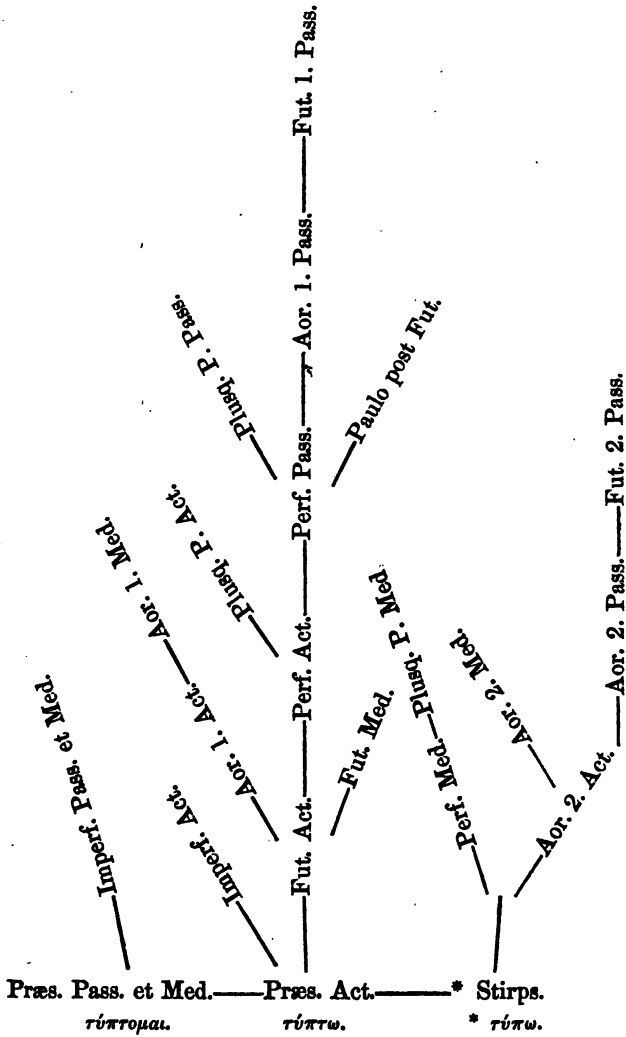 Fut. 1. Pass.
Aor. 1. Pass.
Plusq. P. Pass.
Paulo post Fut.
Perf. Pass.
Fut. 2. Pass.
Plusq. P. Act.
Aor. 1. Med.
Perf. Act.
Plusq. P. Med
Aor. 2. Med.
Aor. 2. Pass.
Imperf. Pass. et Med.
Aor. 1. Act.
Fut. Med.
Perf. Med.
Aor. 2. Act.
Imperf. Act.
Fut. Act.
Præs. Pass. et Med.—Præs. Act.—* Stirps.
τύπτομαι. τύπτω. * τύπω.